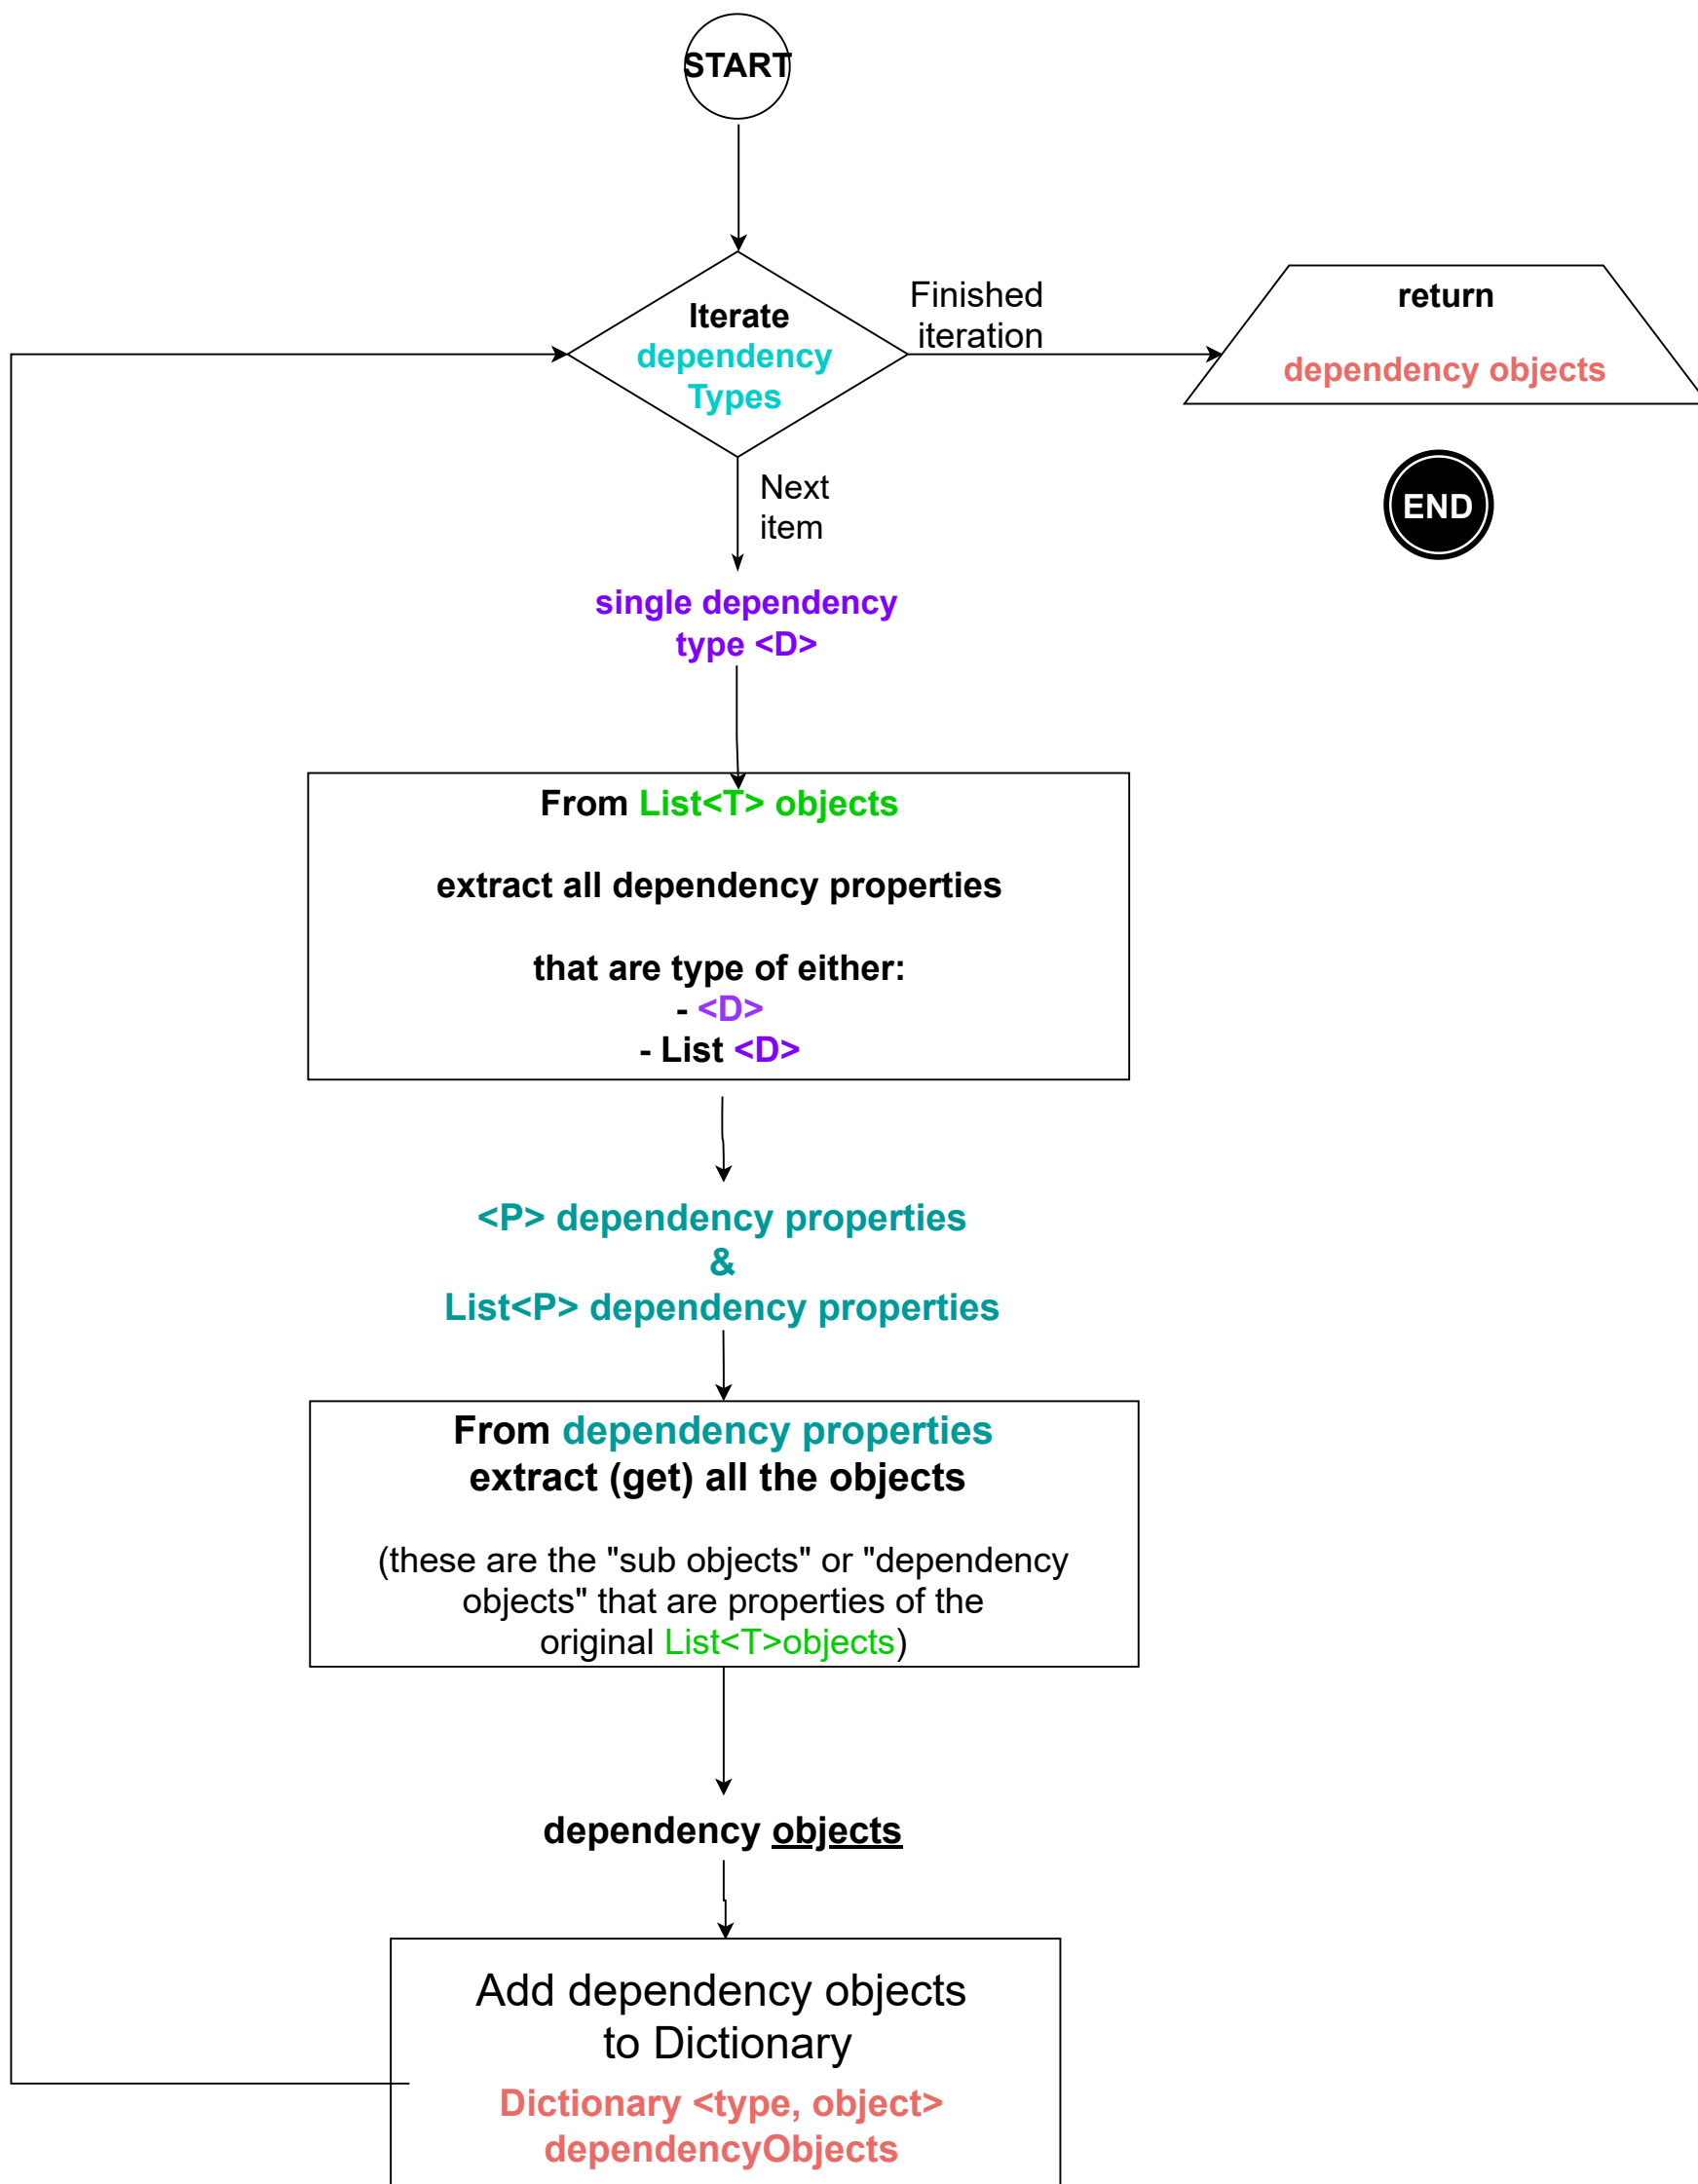 START
Iterate
dependency
Types
Finished
iteration
return
dependency objects
END
Next
item
single dependency
type <D>
From List<T> objects
extract all dependency properties
that are type of either:
- <D>
- List <D>
<P> dependency properties
&
List<P> dependency properties
From dependency properties
extract (get) all the objects
(these are the "sub objects" or "dependency
objects" that are properties of the
original List<T>objects)
dependency objects
Add dependency objects
to Dictionary
Dictionary <type, object>
dependencyObjects